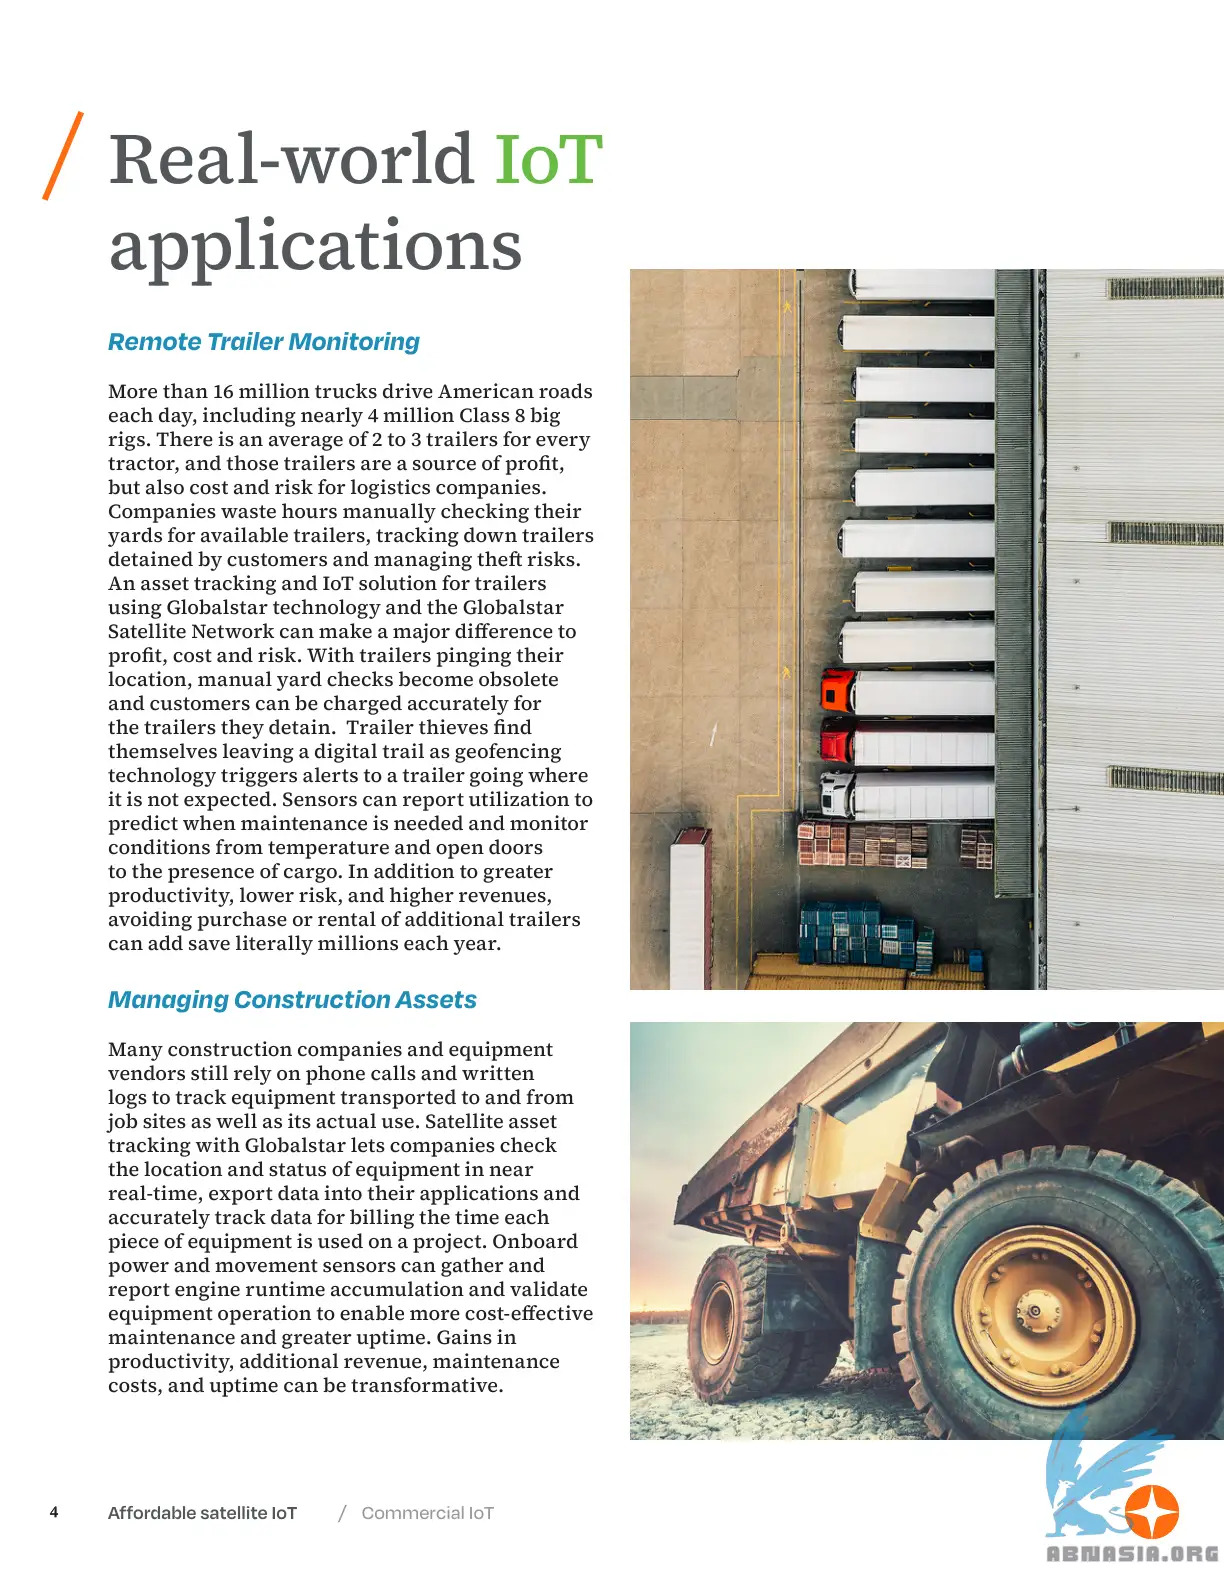 Real-world IoT
applications
Remote Trailer Monitoring
More than 16 million trucks drive American roads
each day, including nearly 4 million Class 8 big
rigs. There is an average of 2 to 3 trailers for every
tractor, and those trailers are a source of profit,
but also cost and risk for logistics companies.
Companies waste hours manually checking their
yards for available trailers, tracking down trailers
detained by customers and managing theft risks.
An asset tracking and IoT solution for trailers
using Globalstar technology and the Globalstar
Satellite Network can make a major difference to
profit, cost and risk. With trailers pinging their
location, manual yard checks become obsolete
and customers can be charged accurately for
the trailers they detain.  Trailer thieves find
themselves leaving a digital trail as geofencing
technology triggers alerts to a trailer going where
it is not expected. Sensors can report utilization to
predict when maintenance is needed and monitor
conditions from temperature and open doors
to the presence of cargo. In addition to greater
productivity, lower risk, and higher revenues,
avoiding purchase or rental of additional trailers
can add save literally millions each year.
Managing Construction Assets
Many construction companies and equipment
vendors still rely on phone calls and written
logs to track equipment transported to and from
job sites as well as its actual use. Satellite asset
tracking with Globalstar lets companies check
the location and status of equipment in near
real-time, export data into their applications and
accurately track data for billing the time each
piece of equipment is used on a project. Onboard
power and movement sensors can gather and
report engine runtime accumulation and validate
equipment operation to enable more cost-effective
maintenance and greater uptime. Gains in
productivity, additional revenue, maintenance
costs, and uptime can be transformative.
4 Affordable satellite IoT / Commercial IoT
ABNASIA.ORG